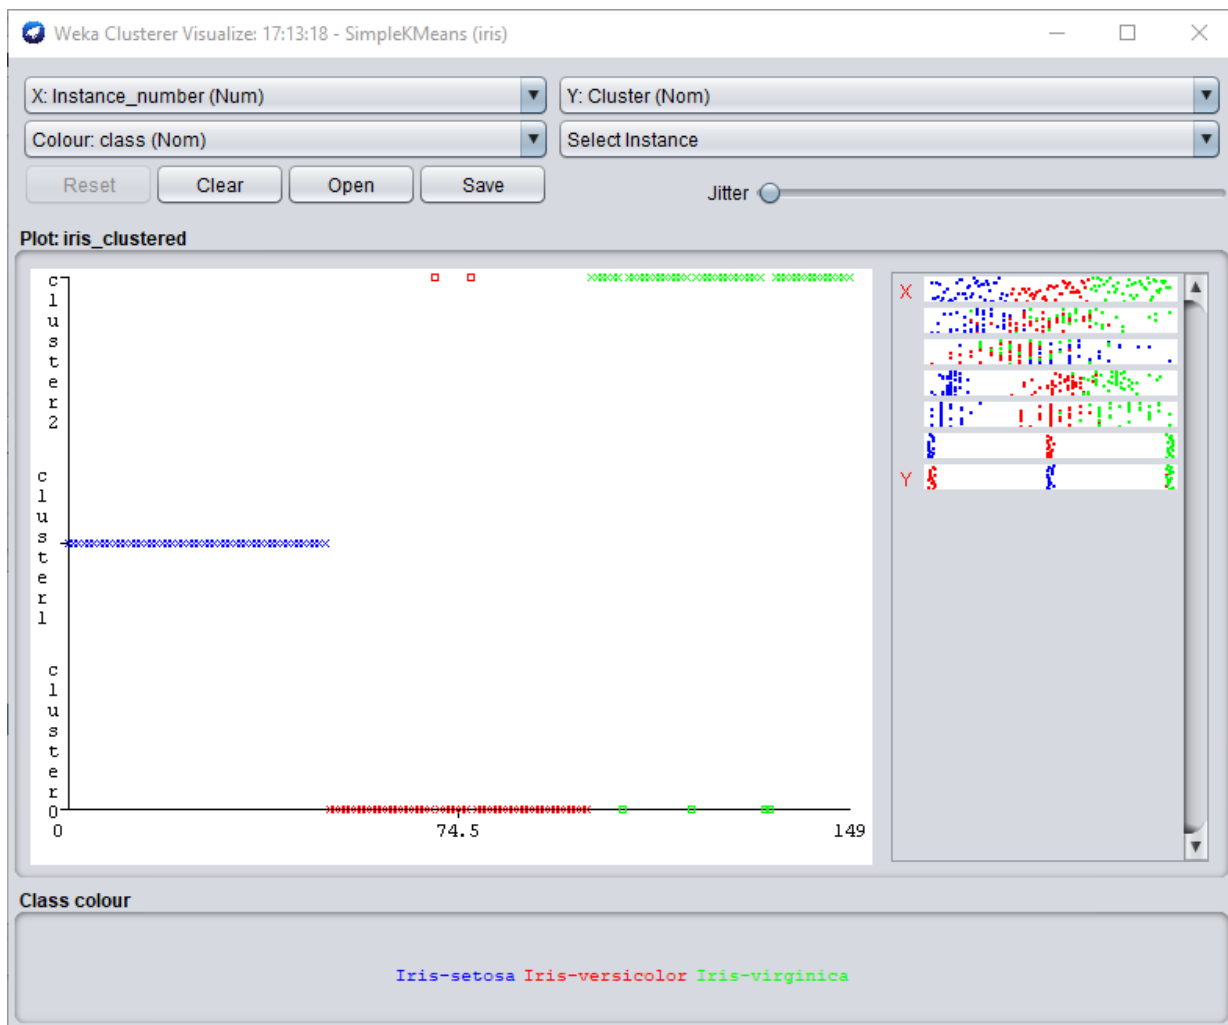 Weka Clusterer Visualize: 17:13:18 - SimpleKMeans (iris)
X: Instance_number (Num)
Y: Cluster (Nom)
Colour: class (Nom)
Select Instance
Reset
Clear
Open
Save
Jitter
Plot: iris_clustered
cluster2
cluster1
cluster0
0
74.5
149
X
Y
Class colour
Iris-setosa Iris-versicolor Iris-virginica